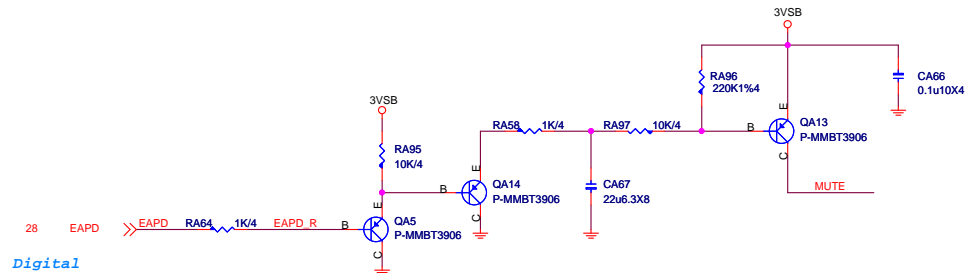 3VSB
RA96
220K1%4
CA66
0.1u10X4
3VSB
RA58
1K/4
RA97
10K/4
B
E
C
QA13
P-MMBT3906
RA95
10K/4
B
E
C
QA14
P-MMBT3906
CA67
22u6.3X8
MUTE
28
EAPD
EAPD
RA64
1K/4
EAPD_R
B
E
C
QA5
P-MMBT3906
Digital